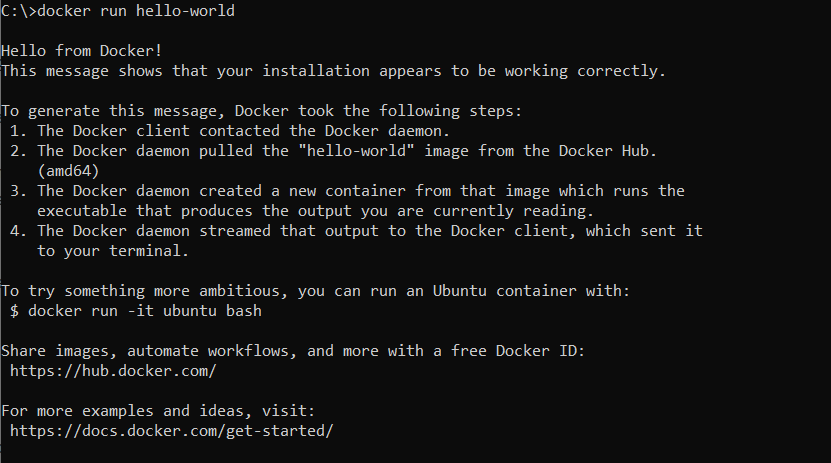 C:\>docker run hello-world
Hello from Docker!
This message shows that your installation appears to be working correctly.
To generate this message, Docker took the following steps:
1. The Docker client contacted the Docker daemon.
2. The Docker daemon pulled the "hello-world" image from the Docker Hub.
(amd64)
3. The Docker daemon created a new container from that image which runs the
executable that produces the output you are currently reading.
4. The Docker daemon streamed that output to the Docker client, which sent it
to your terminal.
To try something more ambitious, you can run an Ubuntu container with:
$ docker run -it ubuntu bash
Share images, automate workflows, and more with a free Docker ID:
https://hub.docker.com/
For more examples and ideas, visit:
https://docs.docker.com/get-started/